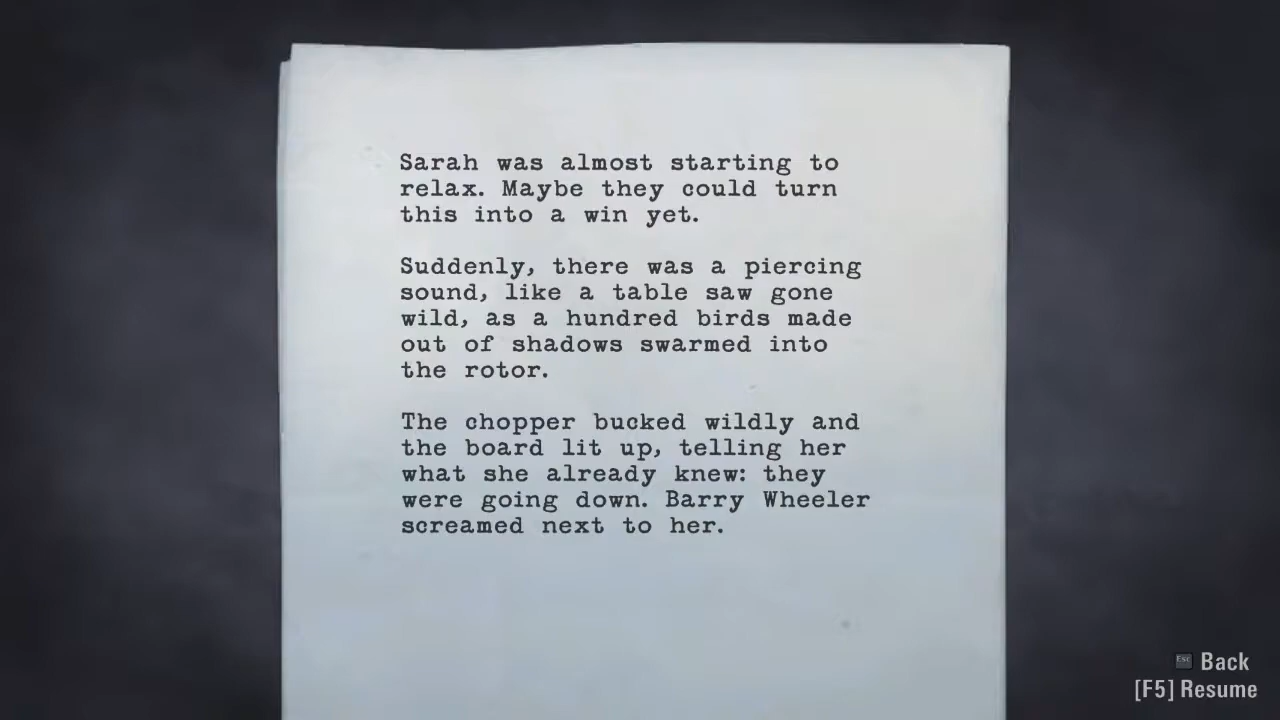 Sarah was almost starting to
relax. Maybe they could turn
this into a win yet.
Suddenly, there was a piercing
sound, like a table saw gone
wild, as a hundred birds made
out of shadows swarmed into
the rotor.
The chopper bucked wildly and
the board lit up, telling her
what she already knew: they
were going down. Barry Wheeler
screamed next to her.
Esc Back
[F5] Resume